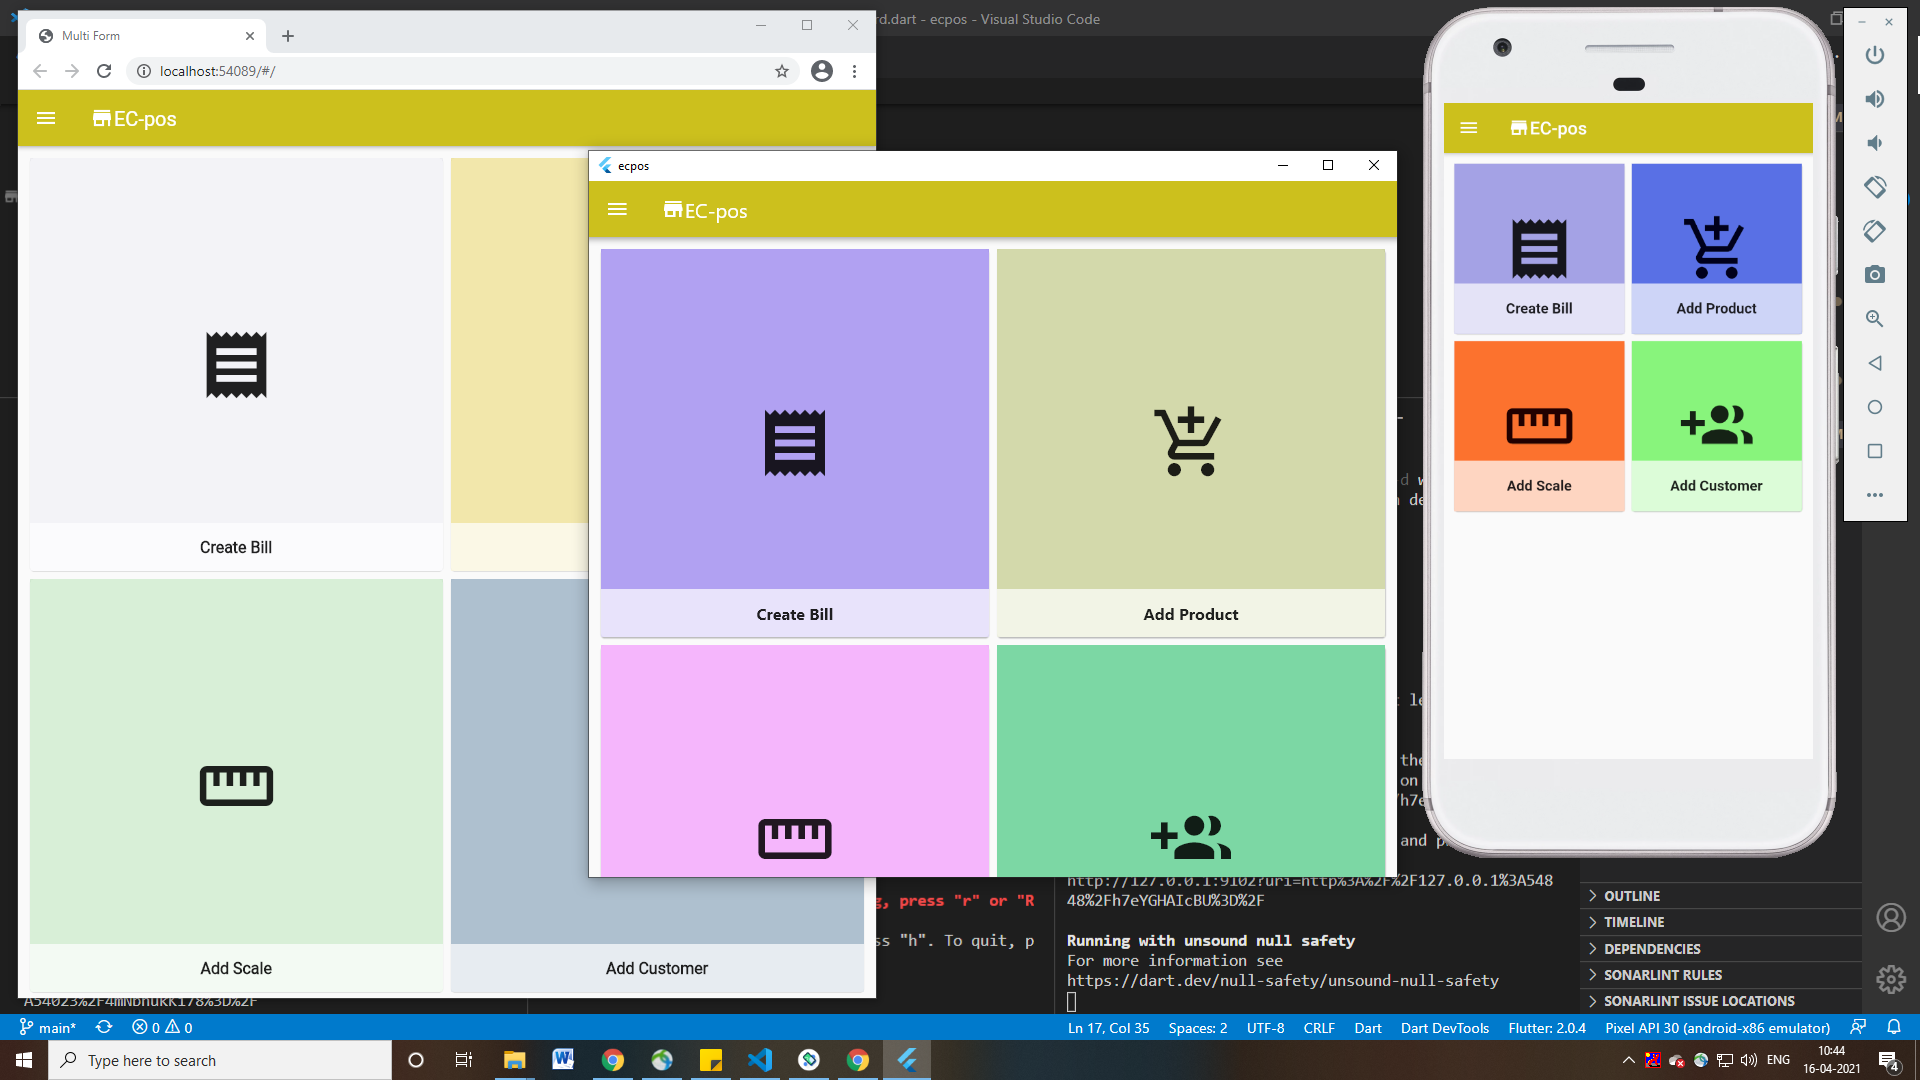 rd.dart - ecpos - Visual Studio Code
Multi Form
localhost:54089/#/
EC-pos
Create Bill
Add Scale
Add Customer
ecpos
EC-pos
Create Bill
Add Product
EC-pos
Create Bill
Add Product
Add Scale
Add Customer
g, press "r" or "R
ss "h". To quit, p
http://127.0.0.1:9102?uri=http%3A%2F%2F127.0.0.1%3A548
48%2Fh7eYGHAIcBU%3D%2F
Running with unsound null safety
For more information see
https://dart.dev/null-safety/unsound-null-safety
the
on
h7e
and p
OUTLINE
TIMELINE
DEPENDENCIES
SONARLINT RULES
SONARLINT ISSUE LOCATIONS
main* 0 0 Ln 17, Col 35 Spaces: 2 UTF-8 CRLF Dart Dart DevTools Flutter: 2.0.4 Pixel API 30 (android-x86 emulator)
Type here to search
ENG
10:44
16-04-2021
4